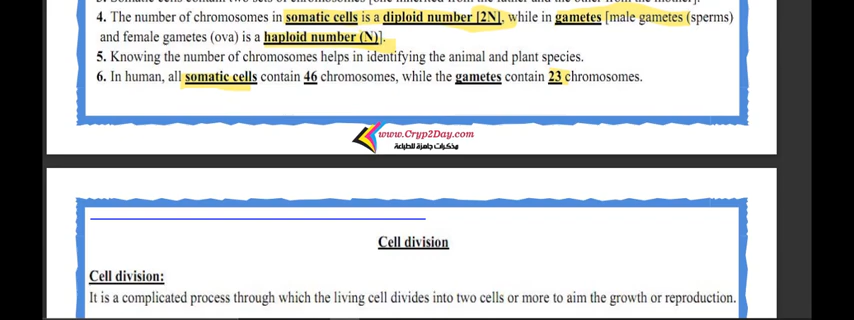 4. The number of chromosomes in somatic cells is a diploid number [2N], while in gametes [male gametes (sperms)
and female gametes (ova) is a haploid number (N)].
5. Knowing the number of chromosomes helps in identifying the animal and plant species.
6. In human, all somatic cells contain 46 chromosomes, while the gametes contain 23 chromosomes.
www.Cryp2Day.com
مذكرات جاهزة للطباعة
Cell division
Cell division:
It is a complicated process through which the living cell divides into two cells or more to aim the growth or reproduction.